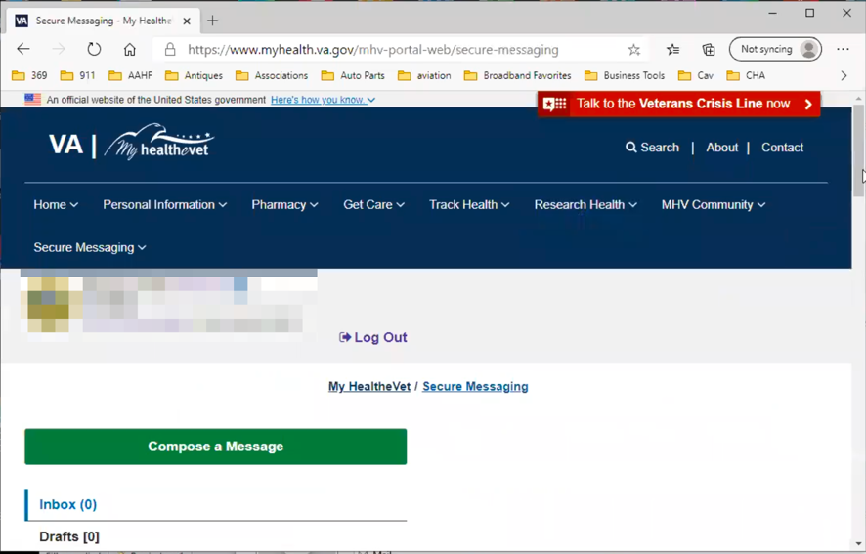 Secure Messaging - My Healthe
https://www.myhealth.va.gov/mhv-portal-web/secure-messaging
Not syncing
369 911 AAHF Antiques Assocations Auto Parts aviation Broadband Favorites Business Tools Cav CHA
An official website of the United States government Here's how you know.
Talk to the Veterans Crisis Line now
VA | My healthevet
Search | About | Contact
Home Personal Information Pharmacy Get Care Track Health Research Health MHV Community
Secure Messaging
Log Out
My HealtheVet / Secure Messaging
Compose a Message
Inbox (0)
Drafts [0]